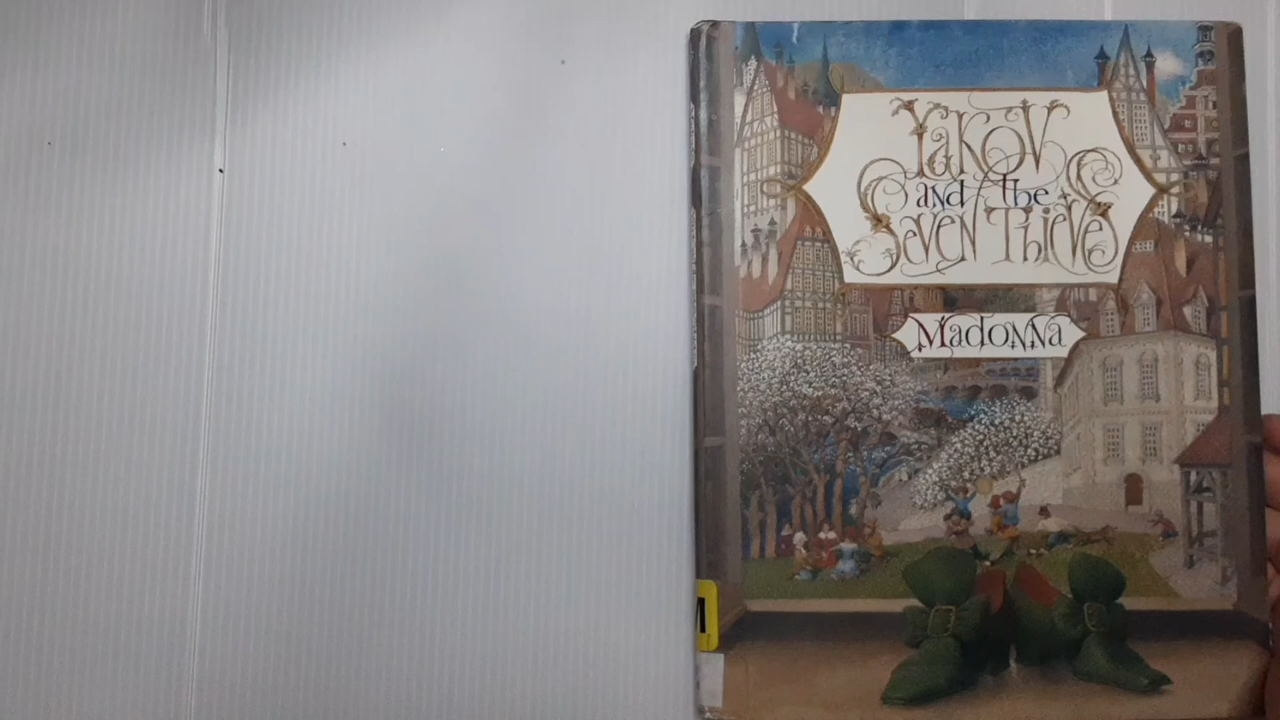 Yakov
and the
Seven Thieves
Madonna